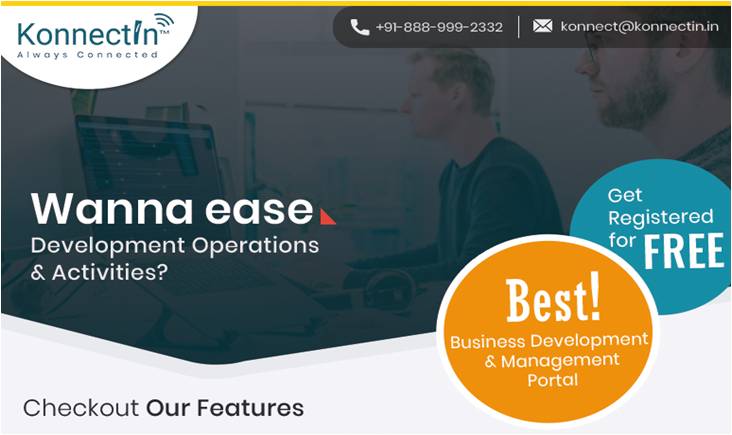 KonnectIn™
Always Connected
+91-888-999-2332
konnect@konnectin.in
Wanna ease
Development Operations
& Activities?
Get
Registered
for FREE
Best!
Business Development
& Management
Portal
Checkout Our Features